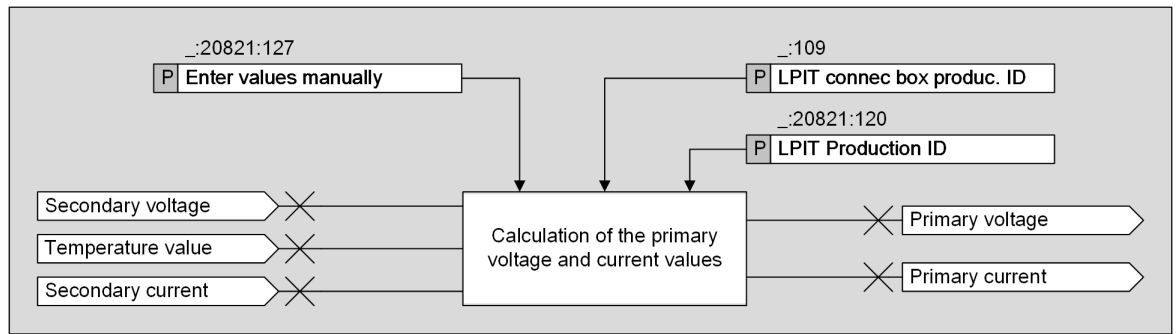 _:20821:127
P Enter values manually
_:109
P LPIT connec box produc. ID
_:20821:120
P LPIT Production ID
Secondary voltage
Temperature value
Secondary current
Calculation of the primary
voltage and current values
Primary voltage
Primary current